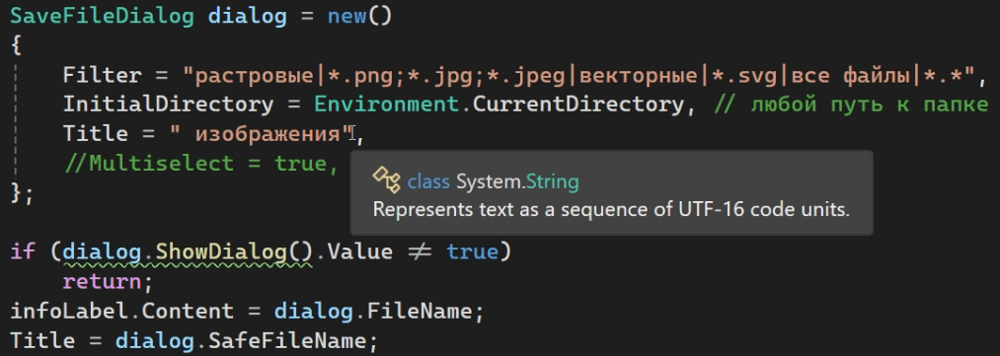 SaveFileDialog dialog = new()
{
Filter = "растровые|*.png;*.jpg;*.jpeg|векторные|*.svg|все файлы|*.*",
InitialDirectory = Environment.CurrentDirectory, // любой путь к папке
Title = " изображения",
//Multiselect = true,
};
class System.String
Represents text as a sequence of UTF-16 code units.
if (dialog.ShowDialog().Value ≠ true)
return;
infoLabel.Content = dialog.FileName;
Title = dialog.SafeFileName;